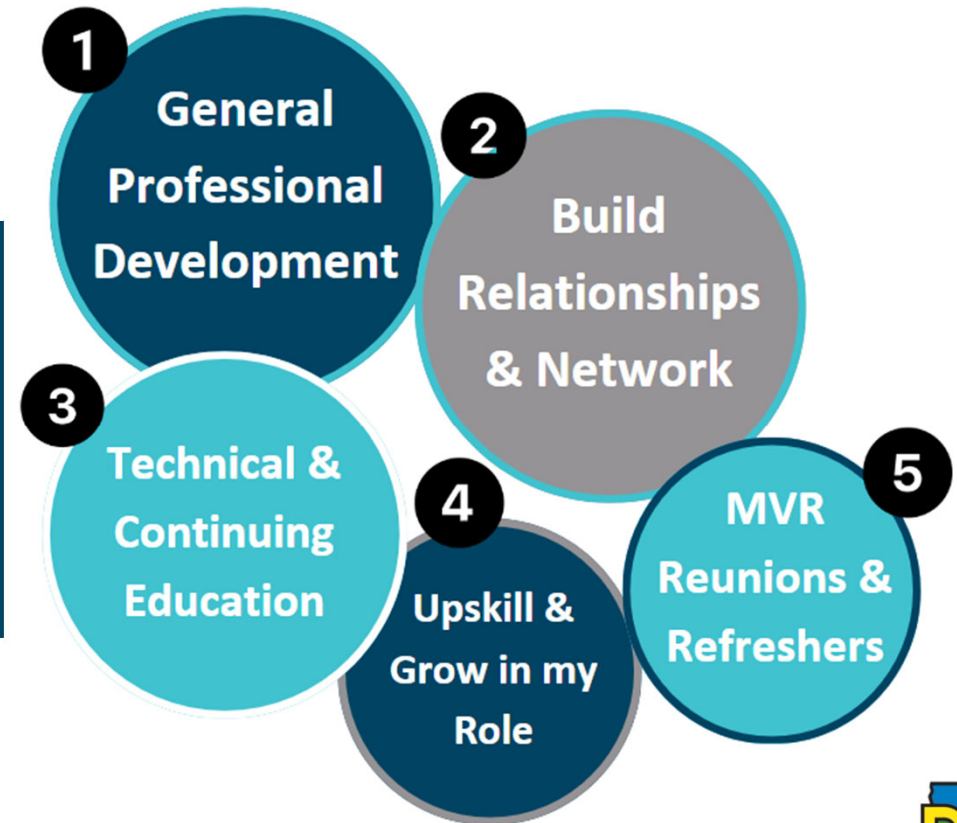 1
General
Professional
Development
2
Build
Relationships
& Network
3
Technical &
Continuing
Education
4
Upskill &
Grow in my
Role
5
MVR
Reunions &
Refreshers